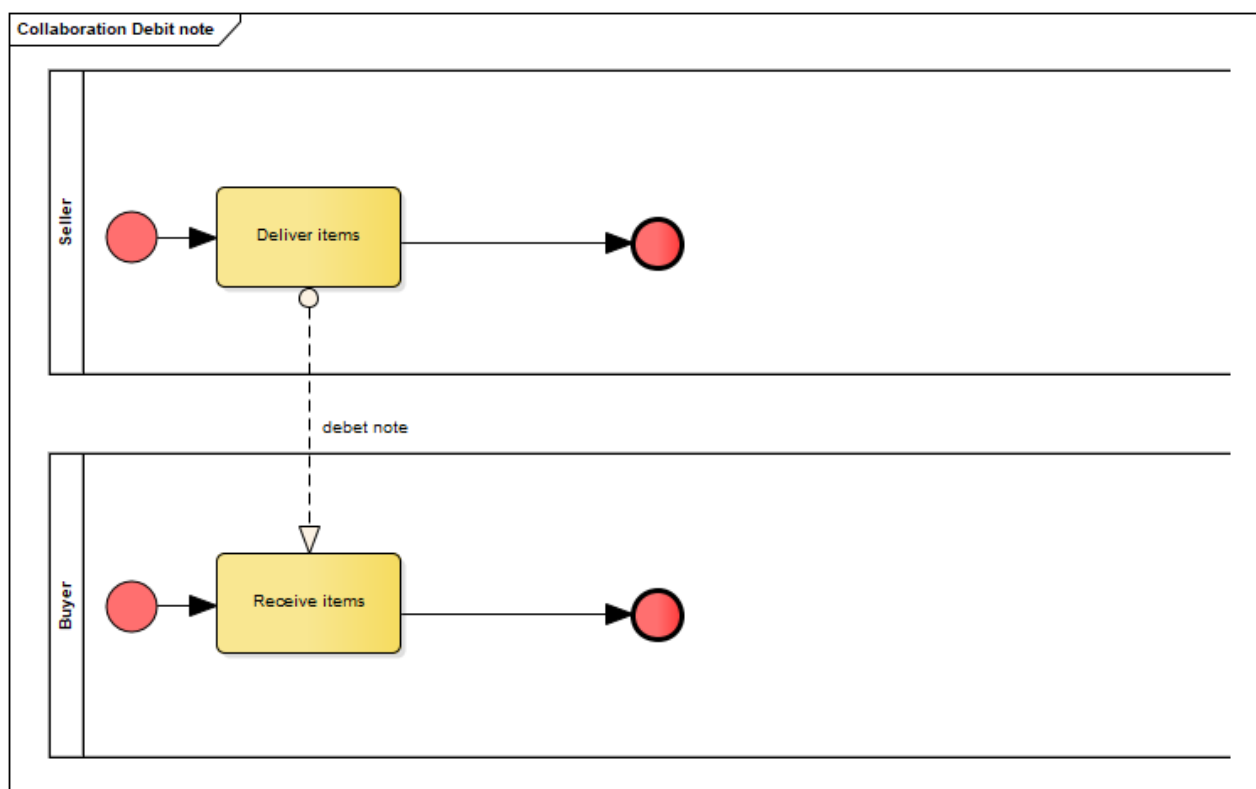 Collaboration Debit note
Seller
Deliver items
debet note
Buyer
Receive items